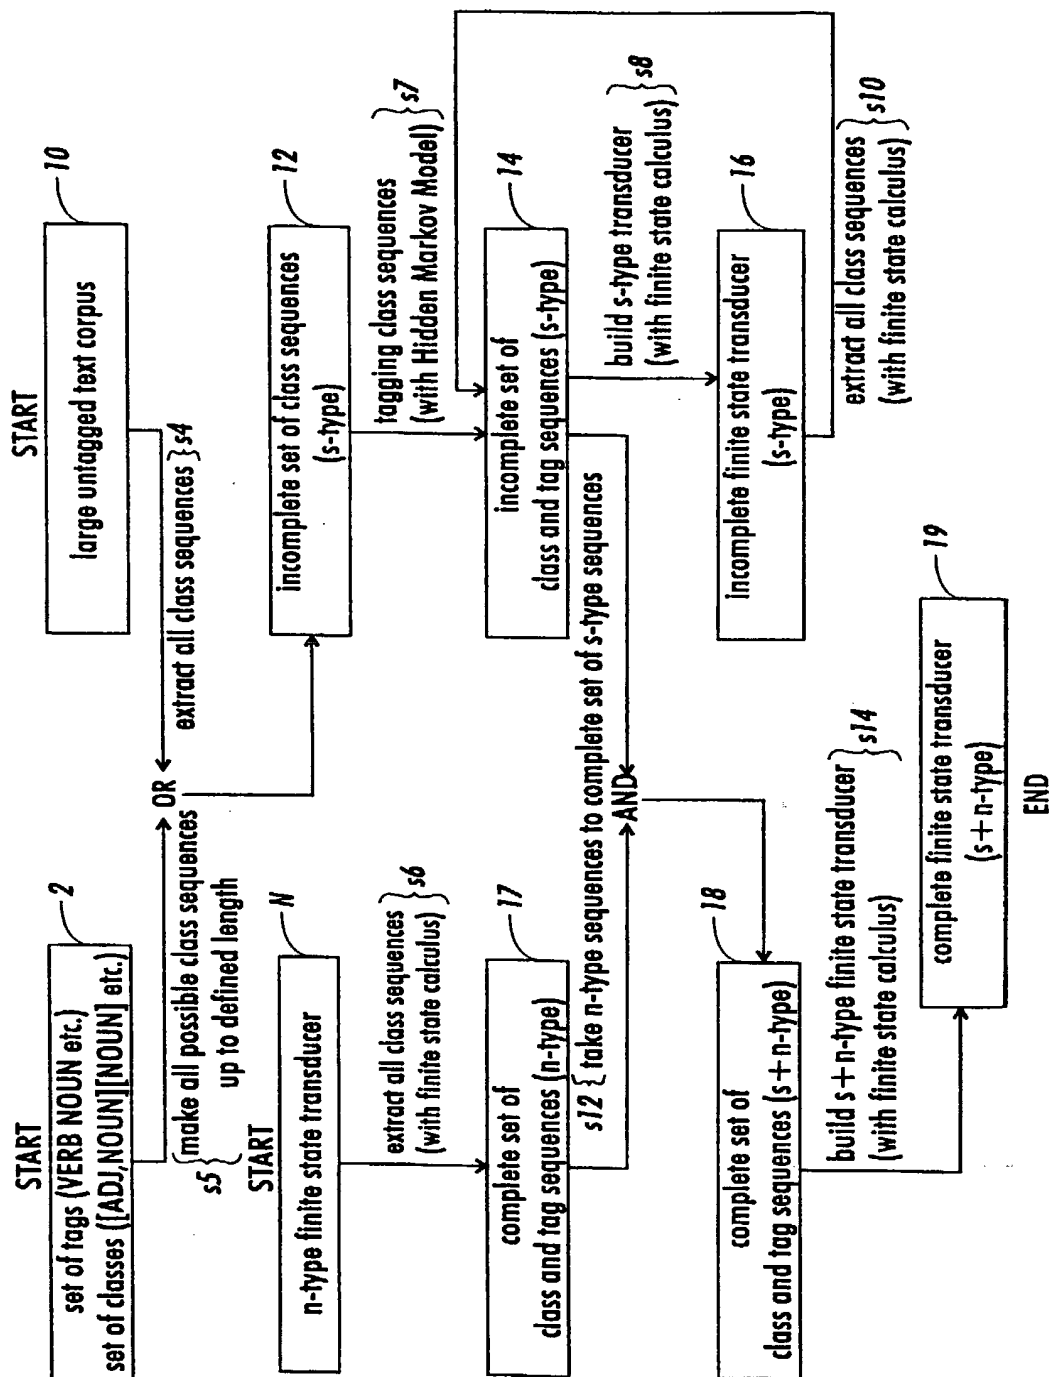 START
set of tags (VERB NOUN etc.)
set of classes ([ADJ,NOUN][NOUN] etc.)
2
make all possible class sequences
up to defined length
s5
START
large untagged text corpus
10
extract all class sequences
s4
OR
incomplete set of class sequences
(s-type)
12
tagging class sequences
(with Hidden Markov Model)
s7
START
n-type finite state transducer
N
extract all class sequences
(with finite state calculus)
s6
complete set of
class and tag sequences (n-type)
17
incomplete set of
class and tag sequences (s-type)
14
build s-type transducer
(with finite state calculus)
s8
incomplete finite state transducer
(s-type)
16
extract all class sequences
(with finite state calculus)
s10
s12 { take n-type sequences to complete set of s-type sequences
AND
complete set of
class and tag sequences (s+n-type)
18
build s+n-type finite state transducer
(with finite state calculus)
s14
complete finite state transducer
(s+n-type)
19
END